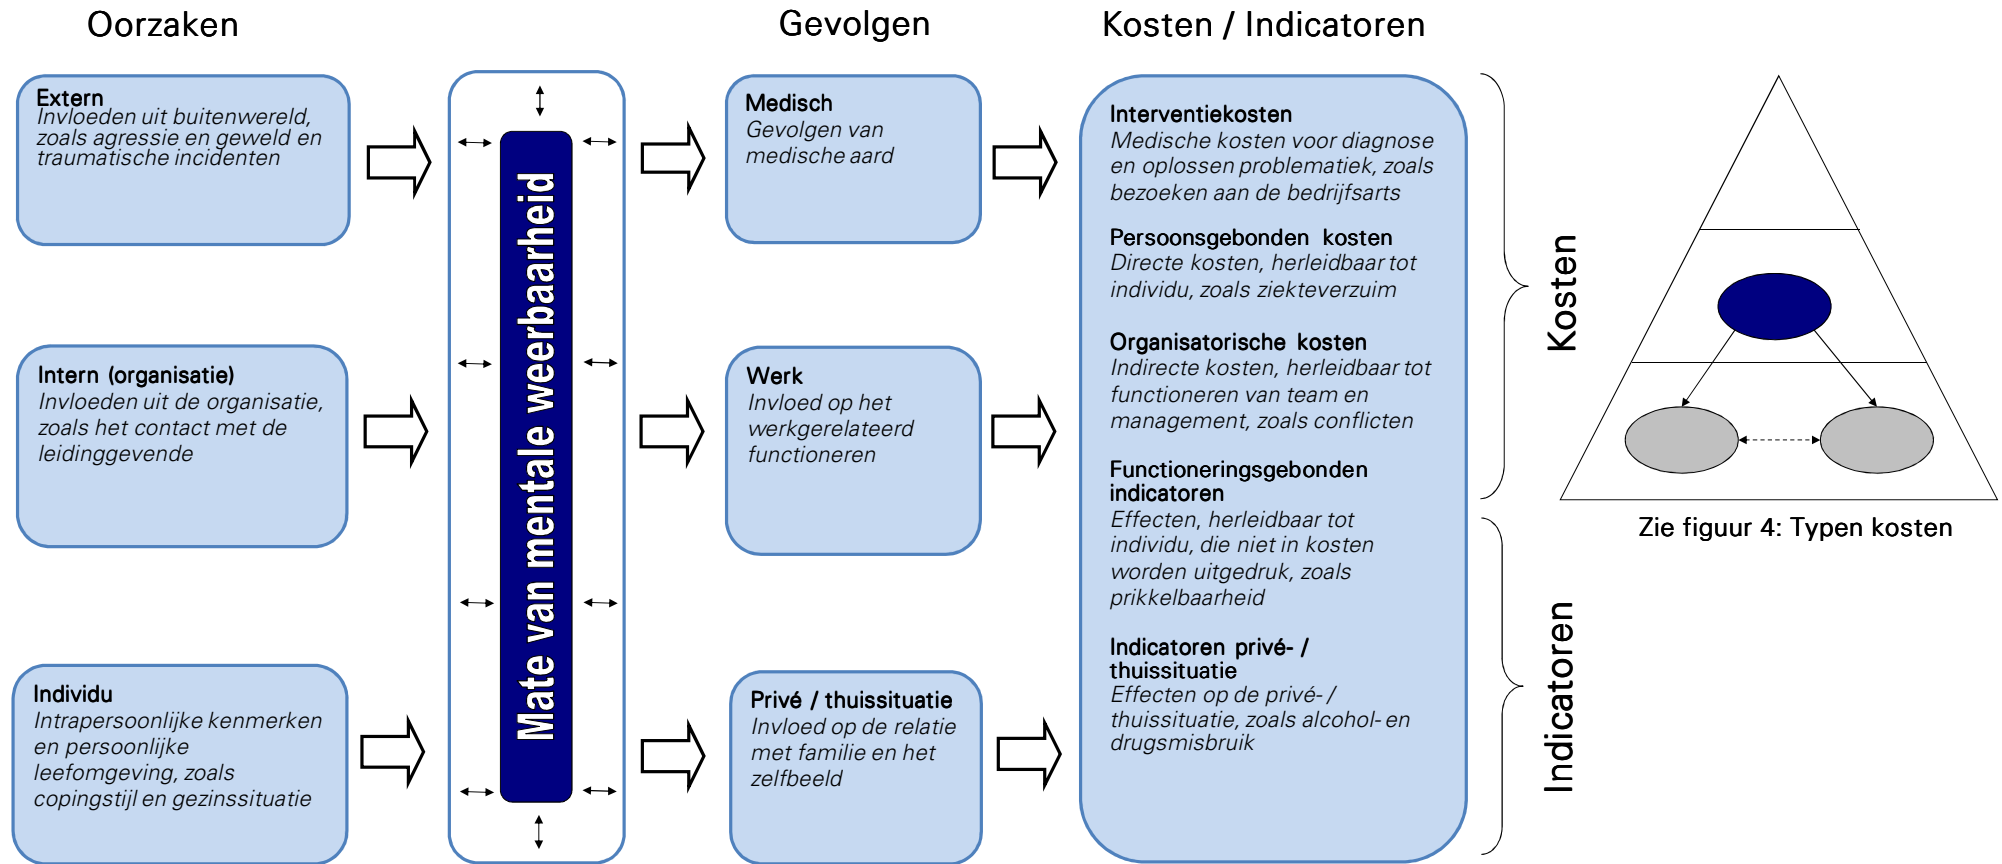 Oorzaken
Gevolgen
Kosten / Indicatoren
Extern
Invloeden uit buitenwereld,
zoals agressie en geweld en
traumatische incidenten
Intern (organisatie)
Invloeden uit de organisatie,
zoals het contact met de
leidinggevende
Individu
Intrapersoonlijke kenmerken
en persoonlijke
leefomgeving, zoals
copingstijl en gezinssituatie
Mate van mentale weerbaarheid
Medisch
Gevolgen van
medische aard
Werk
Invloed op het
werkgerelateerd
functioneren
Privé / thuissituatie
Invloed op de relatie
met familie en het
zelfbeeld
Interventiekosten
Medische kosten voor diagnose
en oplossen problematiek, zoals
bezoeken aan de bedrijfsarts
Persoonsgebonden kosten
Directe kosten, herleidbaar tot
individu, zoals ziekteverzuim
Organisatorische kosten
Indirecte kosten, herleidbaar tot
functioneren van team en
management, zoals conflicten
Functioneringsgebonden
indicatoren
Effecten, herleidbaar tot
individu, die niet in kosten
worden uitgedruk, zoals
prikkelbaarheid
Indicatoren privé- /
thuissituatie
Effecten op de privé- /
thuissituatie, zoals alcohol- en
drugsmisbruik
Kosten
Indicatoren
Zie figuur 4: Typen kosten